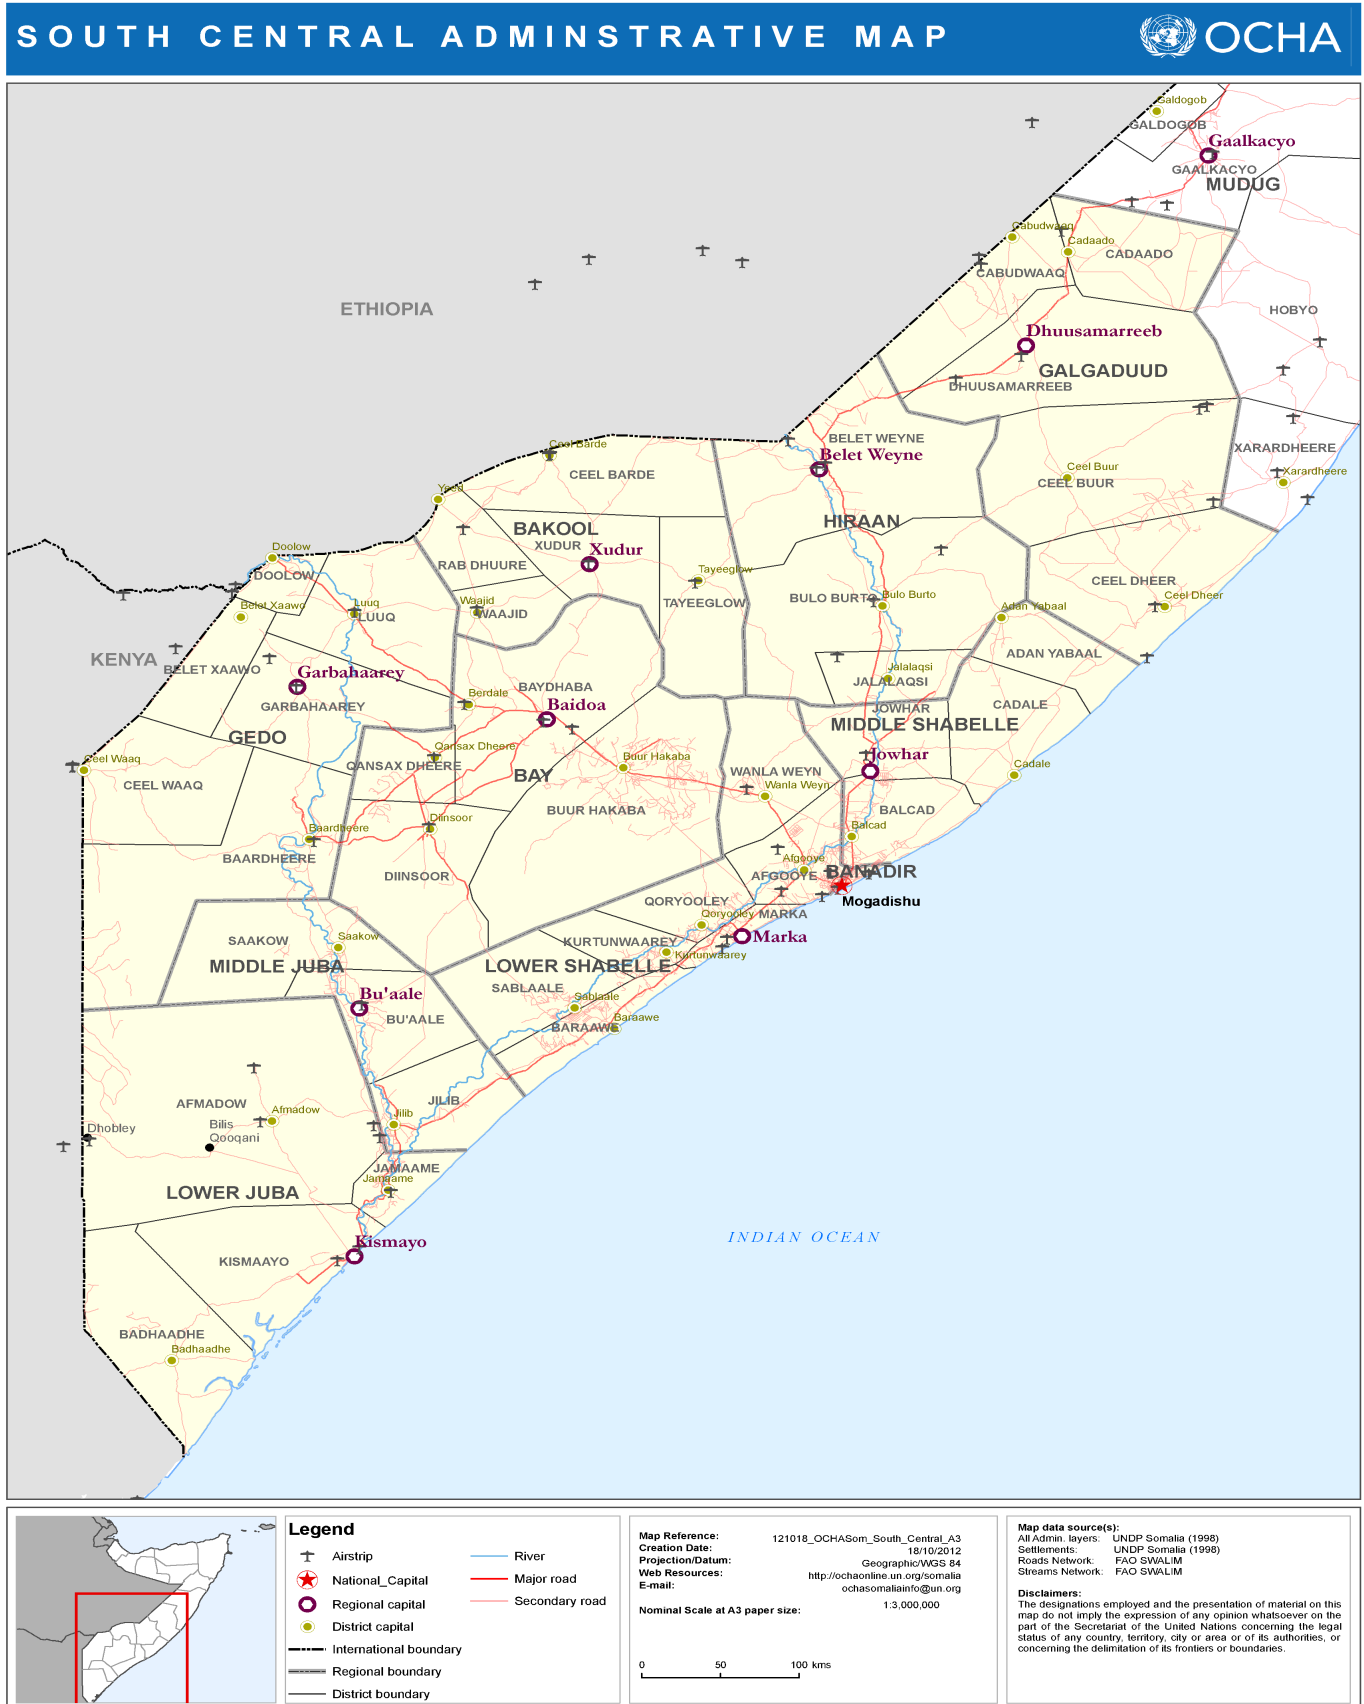 SOUTH CENTRAL ADMINSTRATIVE MAP
OCHA
Galdogob
GALDOGOB
Gaalkacyo
GAALKACYO
MUDUG
Cabudwaaq
Cadaado
CADAADO
CABUDWAAQ
ETHIOPIA
HOBYO
Dhuusamarreeb
GALGADUUD
DHUUSAMARREEB
BELET WEYNE
Belet Weyne
XARARDHEERE
Xarardheere
Ceel Barde
CEEL BARDE
Ceel Buur
CEEL BUUR
Yeed
BAKOOL
XUDUR
Xudur
HIRAAN
Doolow
DOOLOW
RAB DHUURE
Tayeeglow
TAYEEGLOW
CEEL DHEER
Ceel Dheer
Belet Xaawo
Luuq
LUUQ
Waajid
WAAJID
BULO BURTO
Bulo Burto
Adan Yabaal
ADAN YABAAL
KENYA
BELET XAAWO
Garbahaarey
GARBAHAAREY
Jalalaqsi
JALALAQSI
BAYDHABA
Berdale
Baidoa
JOWHAR
CADALE
MIDDLE SHABELLE
GEDO
Qansax Dheere
QANSAX DHEERE
Buur Hakaba
Jowhar
Ceel Waaq
CEEL WAAQ
BAY
WANLA WEYN
Wanla Weyn
Cadale
BUUR HAKABA
BALCAD
Baardheere
BAARDHEERE
Diinsoor
Balcad
DIINSOOR
Afgooye
AFGOOYE
BANADIR
Mogadishu
QORYOOLEY
Qoryooley
MARKA
Marka
SAAKOW
Saakow
KURTUNWAAREY
Kurtunwaarey
MIDDLE JUBA
LOWER SHABELLE
SABLAALE
Sablaale
Bu'aale
BU'AALE
Baraawe
BARAAWE
AFMADOW
Afmadow
JILIB
Jilib
Dhobley
Bilis
Qooqani
JAMAAME
Jamaame
LOWER JUBA
Kismayo
KISMAAYO
INDIAN OCEAN
BADHAADHE
Badhaadhe
Legend
Airstrip
National_Capital
Regional capital
District capital
International boundary
Regional boundary
District boundary
River
Major road
Secondary road
Map Reference: 121018_OCHASom_South_Central_A3
Creation Date: 18/10/2012
Projection/Datum: Geographic/WGS 84
Web Resources: http://ochaonline.un.org/somalia
E-mail: ochasomaliainfo@un.org
Nominal Scale at A3 paper size: 1:3,000,000
0 50 100 kms
Map data source(s):
All Admin. layers: UNDP Somalia (1998)
Settlements: UNDP Somalia (1998)
Roads Network: FAO SWALIM
Streams Network: FAO SWALIM
Disclaimers:
The designations employed and the presentation of material on this
map do not imply the expression of any opinion whatsoever on the
part of the Secretariat of the United Nations concerning the legal
status of any country, territory, city or area or of its authorities, or
concerning the delimitation of its frontiers or boundaries.